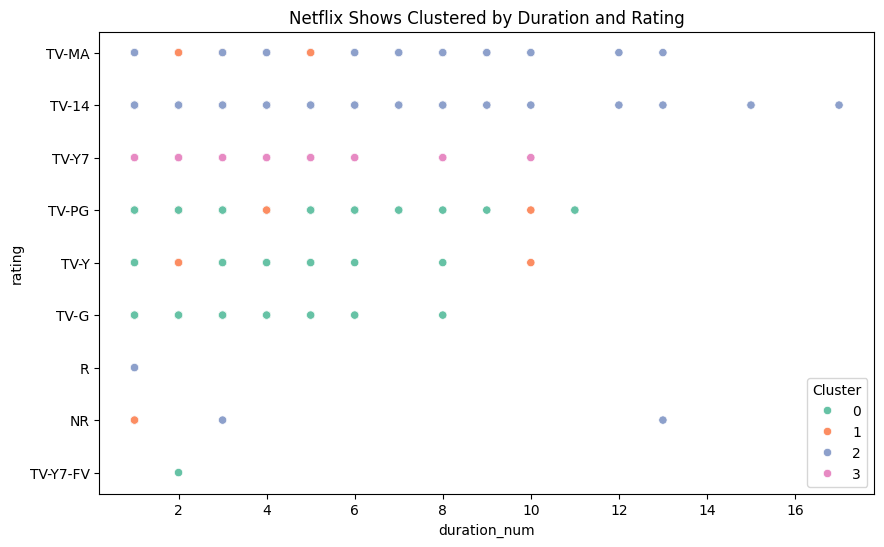 Netflix Shows Clustered by Duration and Rating
TV-MA
TV-14
TV-Y7
TV-PG
TV-Y
TV-G
R
NR
TV-Y7-FV
rating
2 4 6 8 10 12 14 16
duration_num
Cluster
0
1
2
3